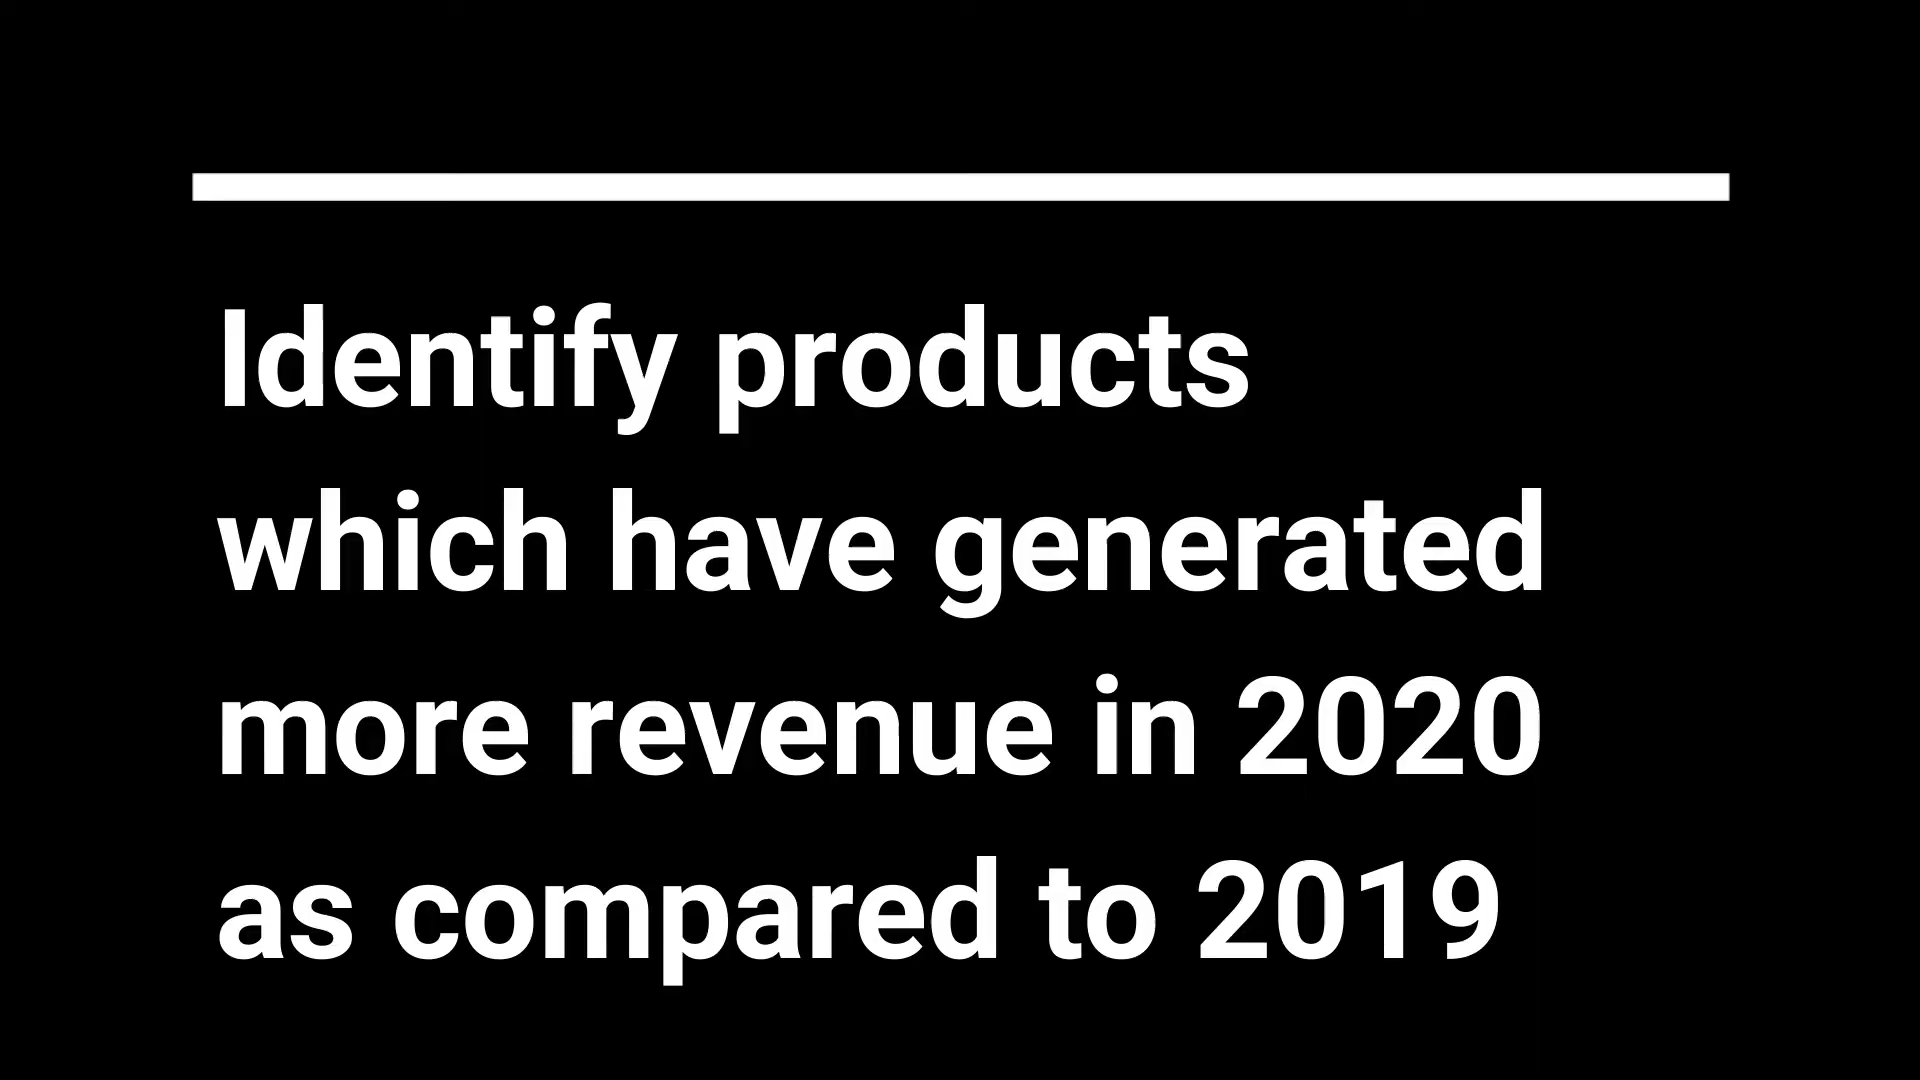 Identify products
which have generated
more revenue in 2020
as compared to 2019